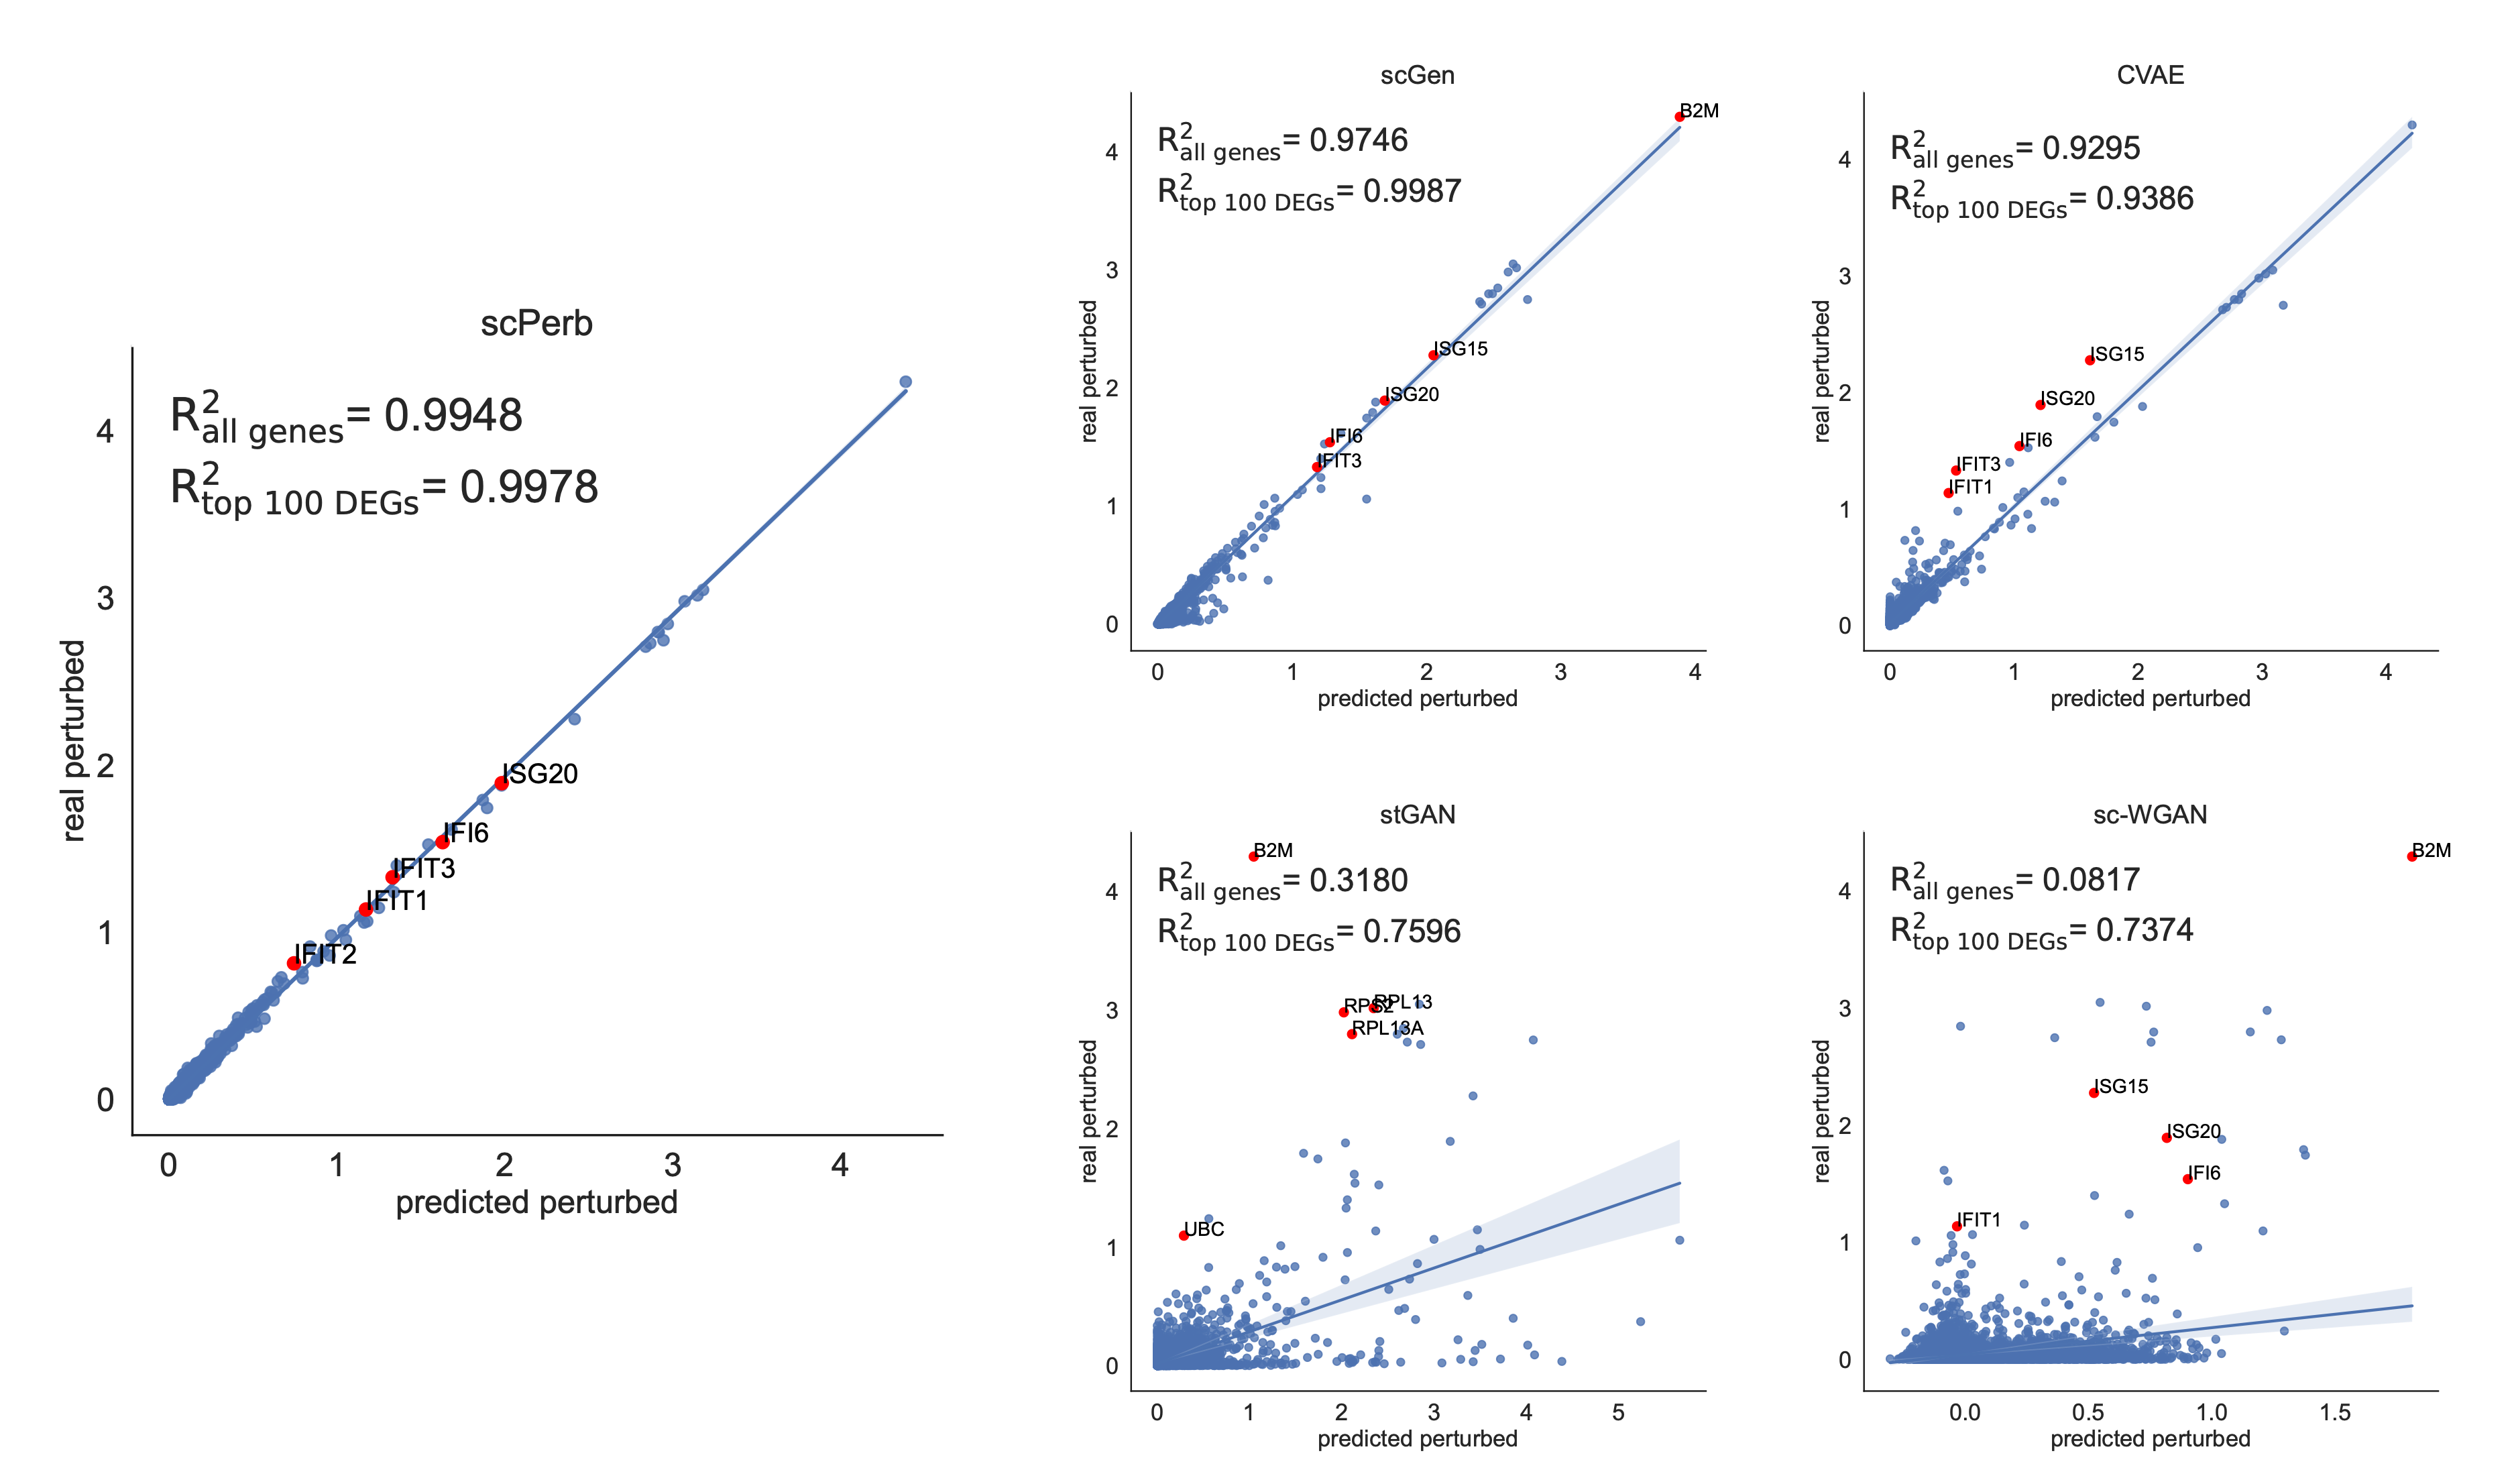 scPerb
R²all genes= 0.9948
R²top 100 DEGs= 0.9978
4
3
2
1
0
real perturbed
ISG20
IFI6
IFIT3
IFIT1
IFIT2
0 1 2 3 4
predicted perturbed
scGen
R²all genes= 0.9746
R²top 100 DEGs= 0.9987
4
3
2
1
0
real perturbed
B2M
ISG15
ISG20
IFI6
IFIT3
0 1 2 3 4
predicted perturbed
CVAE
R²all genes= 0.9295
R²top 100 DEGs= 0.9386
4
3
2
1
0
real perturbed
ISG15
ISG20
IFI6
IFIT3
IFIT1
0 1 2 3 4
predicted perturbed
stGAN
B2M
R²all genes= 0.3180
R²top 100 DEGs= 0.7596
4
3
2
1
0
real perturbed
RPS2
RPL13
RPL13A
UBC
0 1 2 3 4 5
predicted perturbed
sc-WGAN
B2M
R²all genes= 0.0817
R²top 100 DEGs= 0.7374
4
3
2
1
0
real perturbed
ISG15
ISG20
IFI6
IFIT1
0.0 0.5 1.0 1.5
predicted perturbed